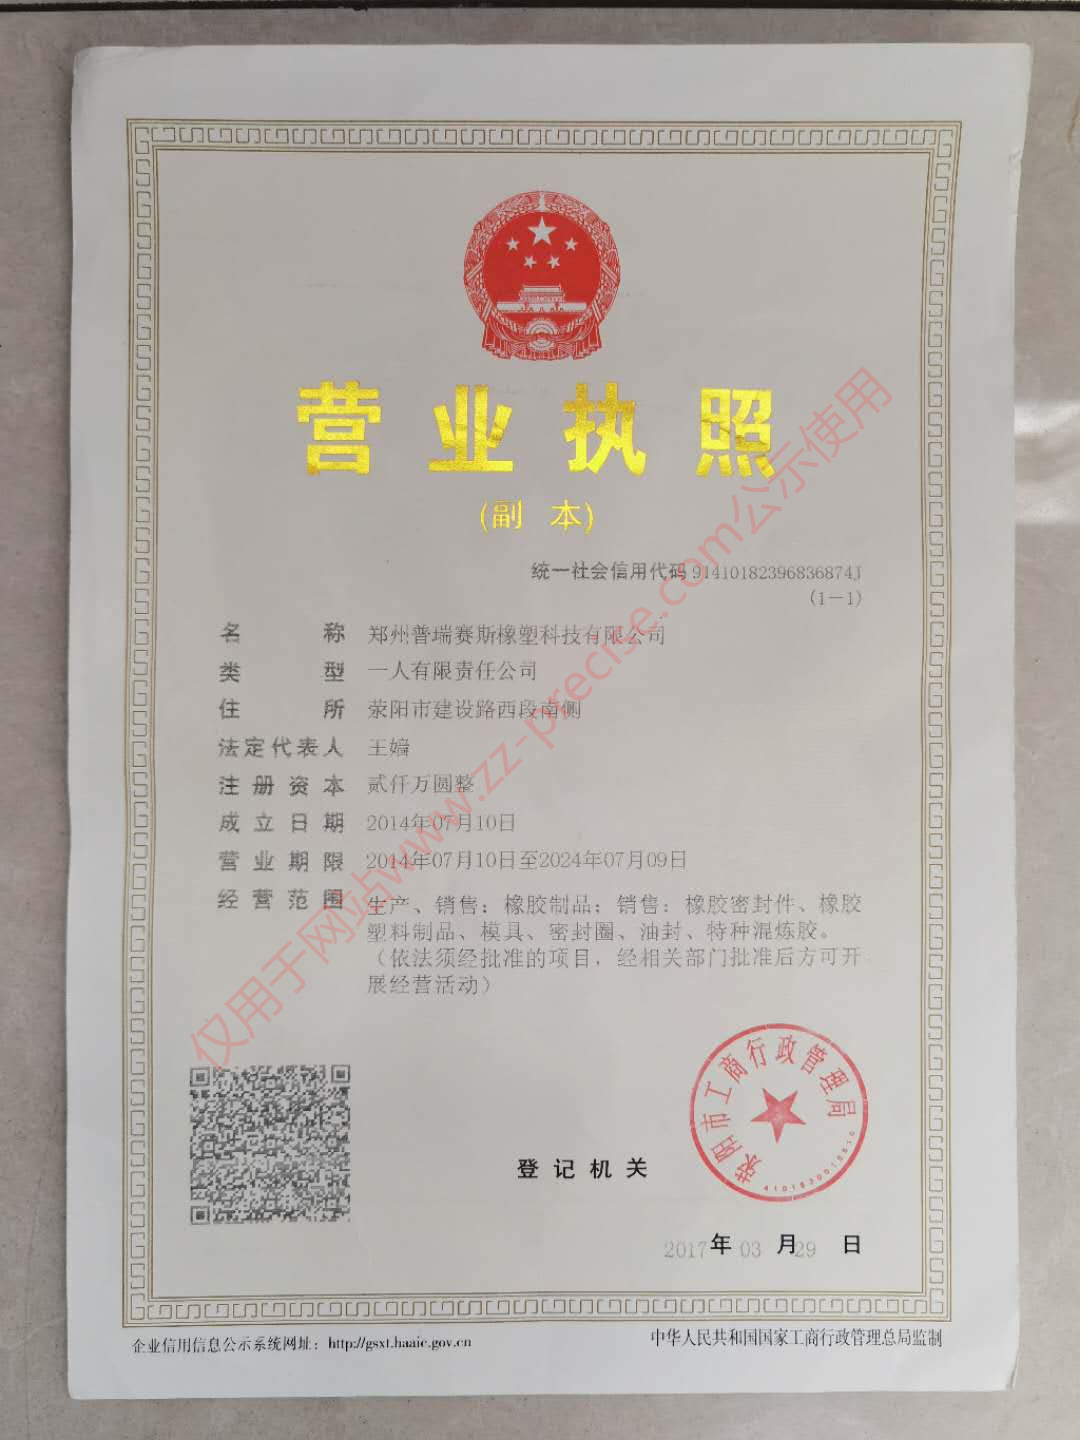 营业执照
(副 本)
统一社会信用代码 91410182396836874J
(1-1)
名 称 郑州普瑞赛斯橡塑科技有限公司
类 型 一人有限责任公司
住 所 荥阳市建设路西段南侧
法定代表人 王嫱
注册资本 贰仟万圆整
成立日期 2014年07月10日
营业期限 2014年07月10日至2024年07月09日
经营范围 生产、销售：橡胶制品；销售：橡胶密封件、橡胶
塑料制品、模具、密封圈、油封、特种混炼胶。
（依法须经批准的项目，经相关部门批准后方可开
展经营活动）
仅用于网站www.zz-precise.com公示使用
荥阳市工商行政管理局
登记机关
2017年03月29日
企业信用信息公示系统网址：http://gsxt.haaic.gov.cn
中华人民共和国国家工商行政管理总局监制